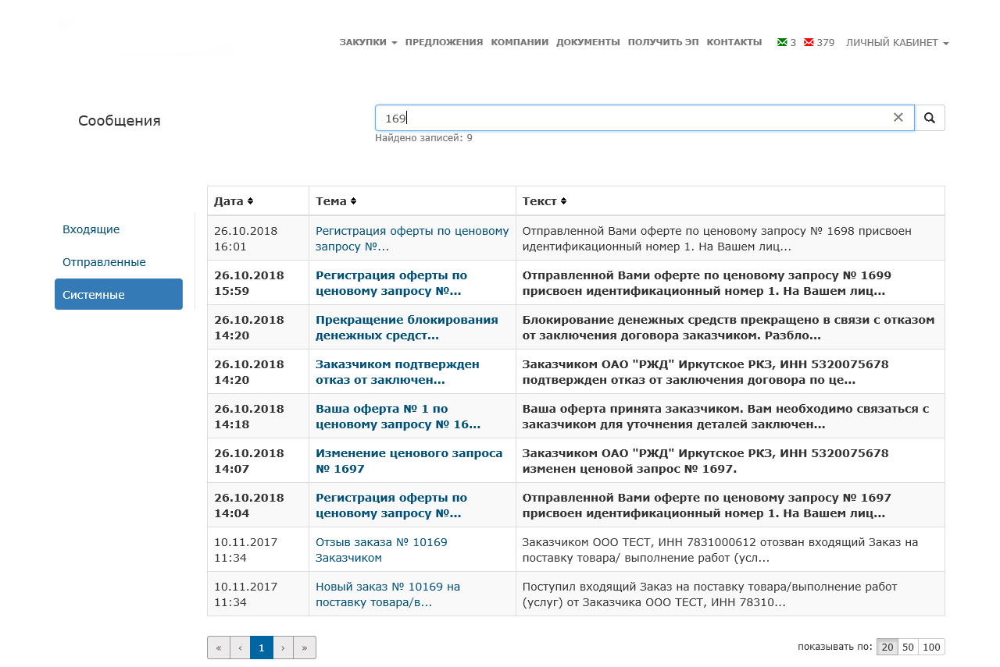 ЗАКУПКИ ПРЕДЛОЖЕНИЯ КОМПАНИИ ДОКУМЕНТЫ ПОЛУЧИТЬ ЭП КОНТАКТЫ 3 379 ЛИЧНЫЙ КАБИНЕТ
Сообщения
169
Найдено записей: 9
Входящие
Отправленные
Системные
Дата Тема Текст
26.10.2018 Регистрация оферты по ценовому Отправленной Вами оферте по ценовому запросу № 1698 присвоен
16:01 запросу №... идентификационный номер 1. На Вашем лиц...
26.10.2018 Регистрация оферты по Отправленной Вами оферте по ценовому запросу № 1699
15:59 ценовому запросу №... присвоен идентификационный номер 1. На Вашем лиц...
26.10.2018 Прекращение блокирования Блокирование денежных средств прекращено в связи с отказом
14:20 денежных средст... от заключения договора заказчиком. Разбло...
26.10.2018 Заказчиком подтвержден Заказчиком ОАО "РЖД" Иркутское РКЗ, ИНН 5320075678
14:20 отказ от заключен... подтвержден отказ от заключения договора по це...
26.10.2018 Ваша оферта № 1 по Ваша оферта принята заказчиком. Вам необходимо связаться с
14:18 ценовому запросу № 16... заказчиком для уточнения деталей заключен...
26.10.2018 Изменение ценового запроса Заказчиком ОАО "РЖД" Иркутское РКЗ, ИНН 5320075678
14:07 № 1697 изменен ценовой запрос № 1697.
26.10.2018 Регистрация оферты по Отправленной Вами оферте по ценовому запросу № 1697
14:04 ценовому запросу №... присвоен идентификационный номер 1. На Вашем лиц...
10.11.2017 Отзыв заказа № 10169 Заказчиком ООО ТЕСТ, ИНН 7831000612 отозван входящий Заказ на
11:34 Заказчиком поставку товара/ выполнение работ (усл...
10.11.2017 Новый заказ № 10169 на Поступил входящий Заказ на поставку товара/выполнение работ
11:34 поставку товара/в... (услуг) от Заказчика ООО ТЕСТ, ИНН 78310...
« ‹ 1 › » показывать по: 20 50 100